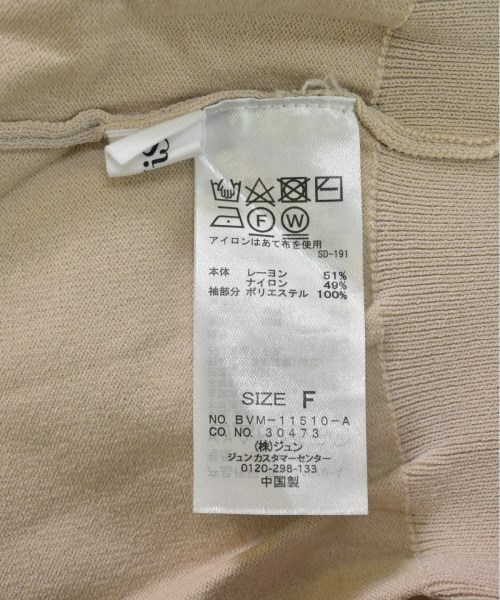 is
F W
アイロンはあて布を使用
SD-191
本体 レーヨン 51%
ナイロン 49%
袖部分 ポリエステル 100%
SIZE F
NO. BVM-11510-A
CO. NO. 30473
(株)ジュン
ジュンカスタマーセンター
0120-298-133
中国製